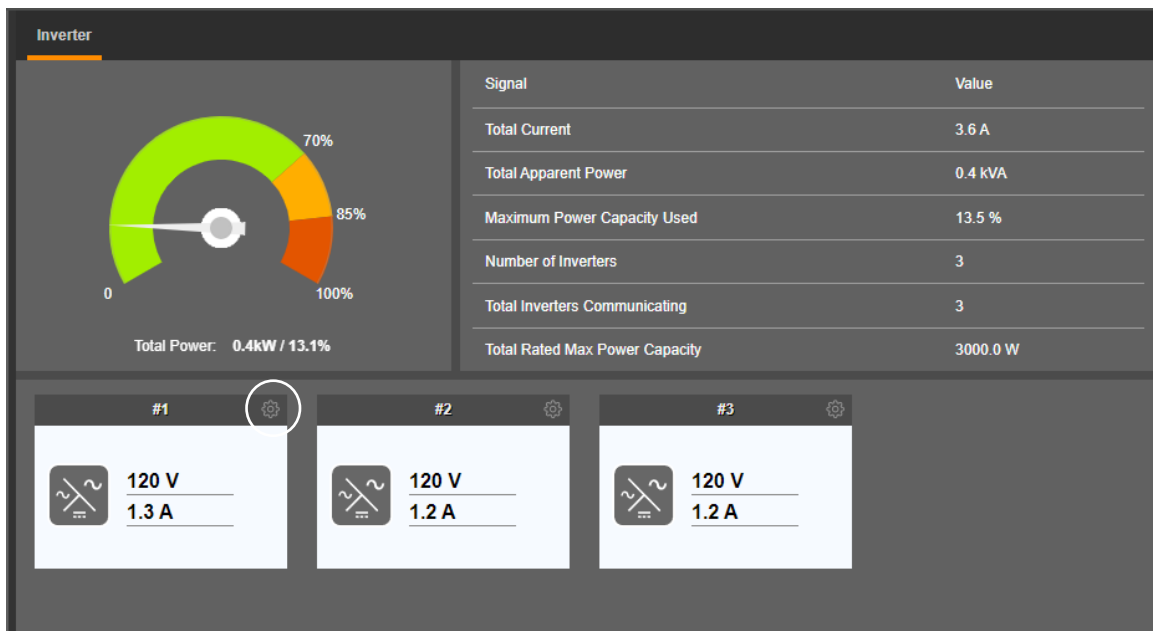 Inverter
70%
85%
0
100%
Total Power: 0.4kW / 13.1%
Signal Value
Total Current 3.6 A
Total Apparent Power 0.4 kVA
Maximum Power Capacity Used 13.5 %
Number of Inverters 3
Total Inverters Communicating 3
Total Rated Max Power Capacity 3000.0 W
#1
120 V
1.3 A
#2
120 V
1.2 A
#3
120 V
1.2 A